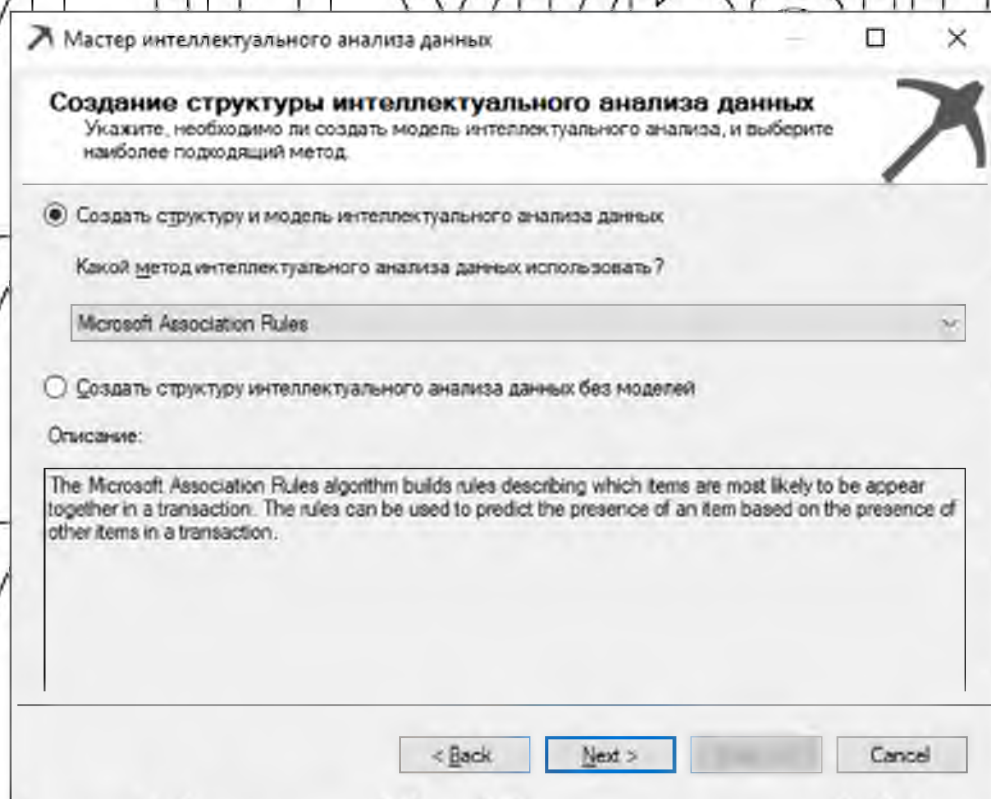 Мастер интеллектуального анализа данных
Создание структуры интеллектуального анализа данных
Укажите, необходимо ли создать модель интеллектуального анализа, и выберите
наиболее подходящий метод.
Создать структуру и модель интеллектуального анализа данных
Какой метод интеллектуального анализа данных использовать?
Microsoft Association Rules
Создать структуру интеллектуального анализа данных без моделей
Описание:
The Microsoft Association Rules algorithm builds rules describing which items are most likely to be appear
together in a transaction. The rules can be used to predict the presence of an item based on the presence of
other items in a transaction.
< Back Next > Cancel